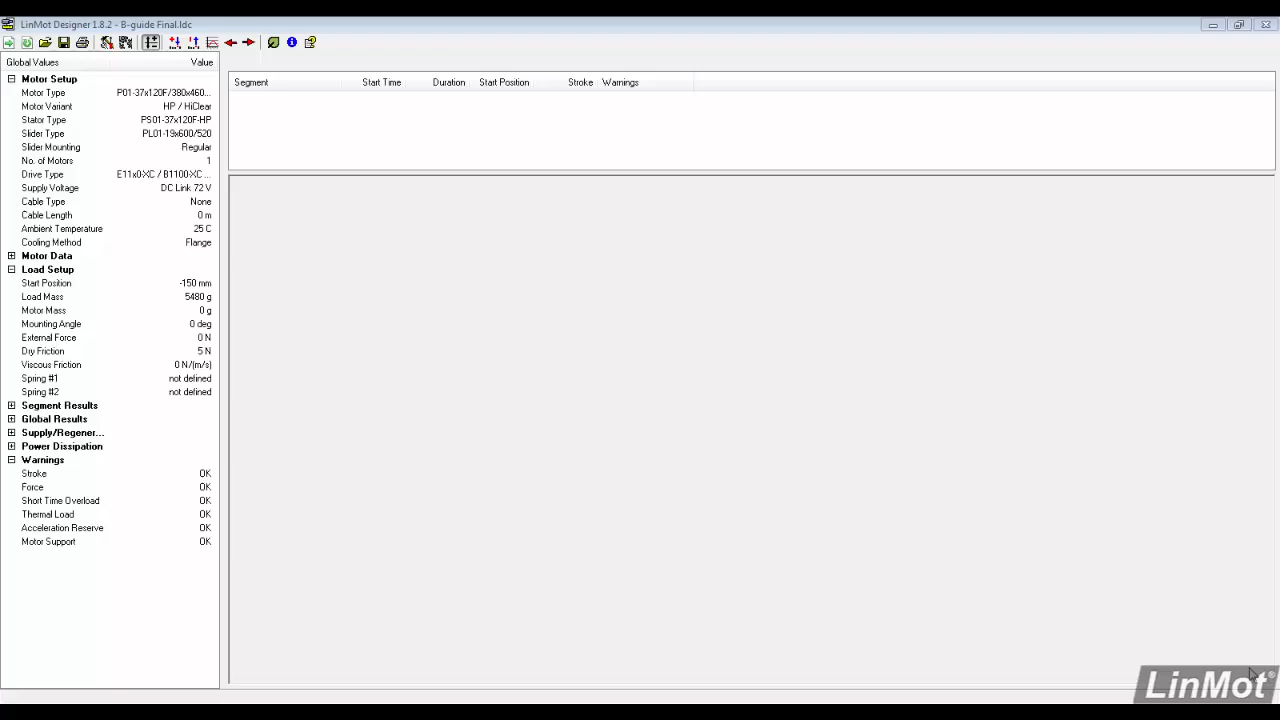 LinMot Designer 1.8.2 - B-guide Final.ldc
Global Values Value
Motor Setup
Motor Type P01-37x120F/380x460...
Motor Variant HP / HiClear
Stator Type PS01-37x120F-HP
Slider Type PL01-19x600/520
Slider Mounting Regular
No. of Motors 1
Drive Type E11x0-XC / B1100-XC ...
Supply Voltage DC Link 72 V
Cable Type None
Cable Length 0 m
Ambient Temperature 25 C
Cooling Method Flange
Motor Data
Load Setup
Start Position -150 mm
Load Mass 5480 g
Motor Mass 0 g
Mounting Angle 0 deg
External Force 0 N
Dry Friction 5 N
Viscous Friction 0 N/(m/s)
Spring #1 not defined
Spring #2 not defined
Segment Results
Global Results
Supply/Regener...
Power Dissipation
Warnings
Stroke OK
Force OK
Short Time Overload OK
Thermal Load OK
Acceleration Reserve OK
Motor Support OK
Segment Start Time Duration Start Position Stroke Warnings
LinMot®